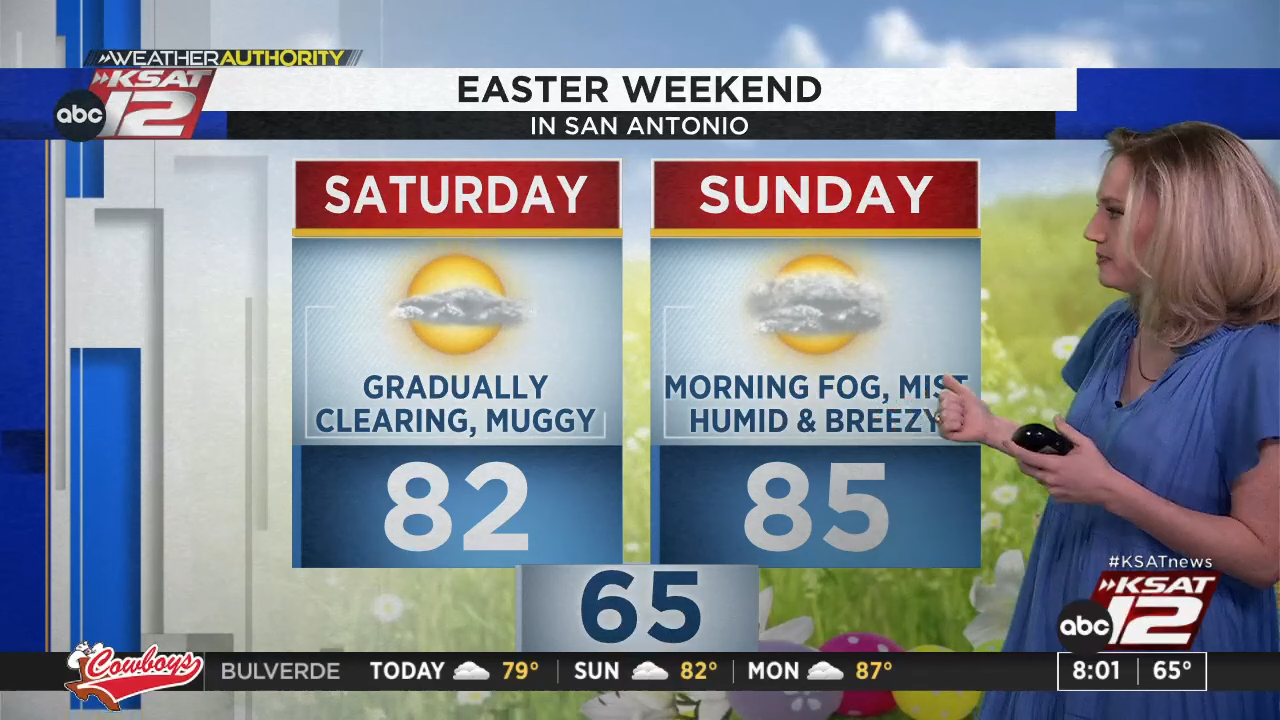 WEATHERAUTHORITY
KSAT
abc 12
EASTER WEEKEND
IN SAN ANTONIO
SATURDAY
GRADUALLY
CLEARING, MUGGY
82
SUNDAY
MORNING FOG, MIST
HUMID & BREEZY
85
65
#KSATnews
KSAT
abc 12
Cowboys BULVERDE TODAY 79° SUN 82° MON 87° 8:01 65°